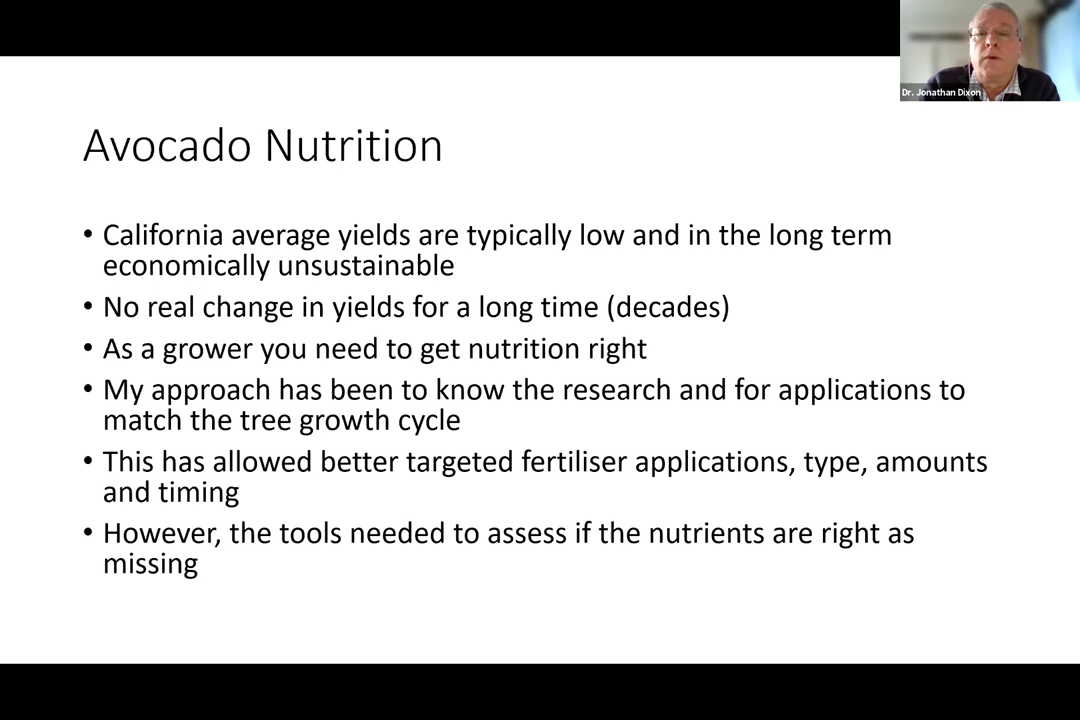 Dr. Jonathan Dixon
Avocado Nutrition
• California average yields are typically low and in the long term
economically unsustainable
• No real change in yields for a long time (decades)
• As a grower you need to get nutrition right
• My approach has been to know the research and for applications to
match the tree growth cycle
• This has allowed better targeted fertiliser applications, type, amounts
and timing
• However, the tools needed to assess if the nutrients are right as
missing